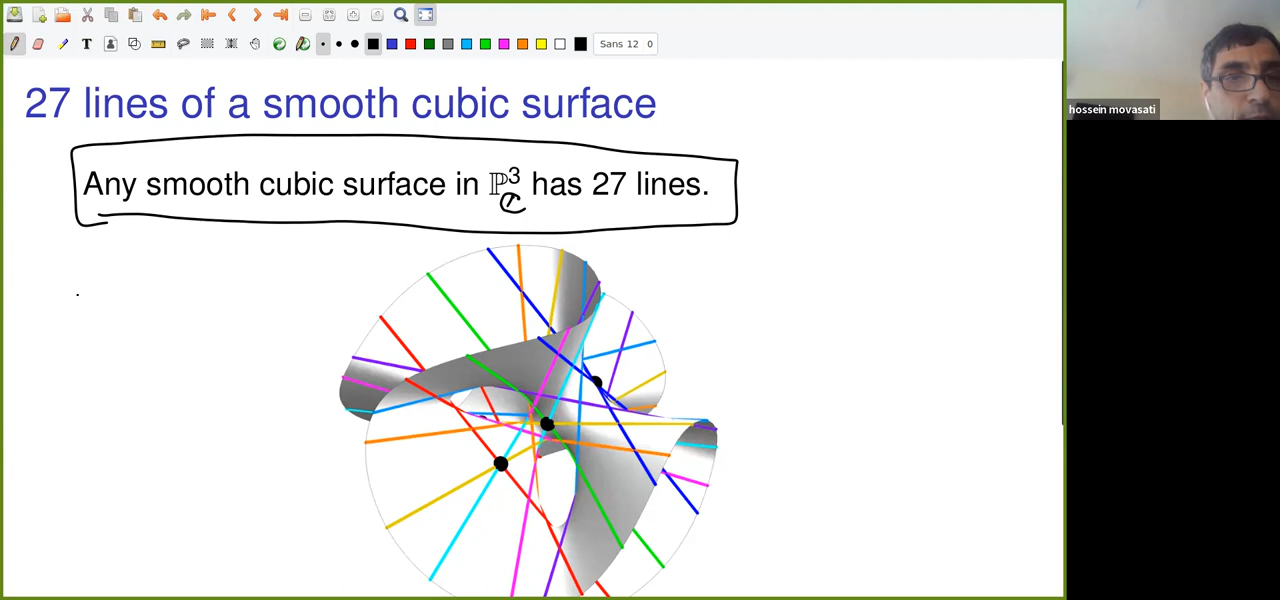 T
Sans 12 0
27 lines of a smooth cubic surface
Any smooth cubic surface in ℙ³ has 27 lines.
hossein movasati